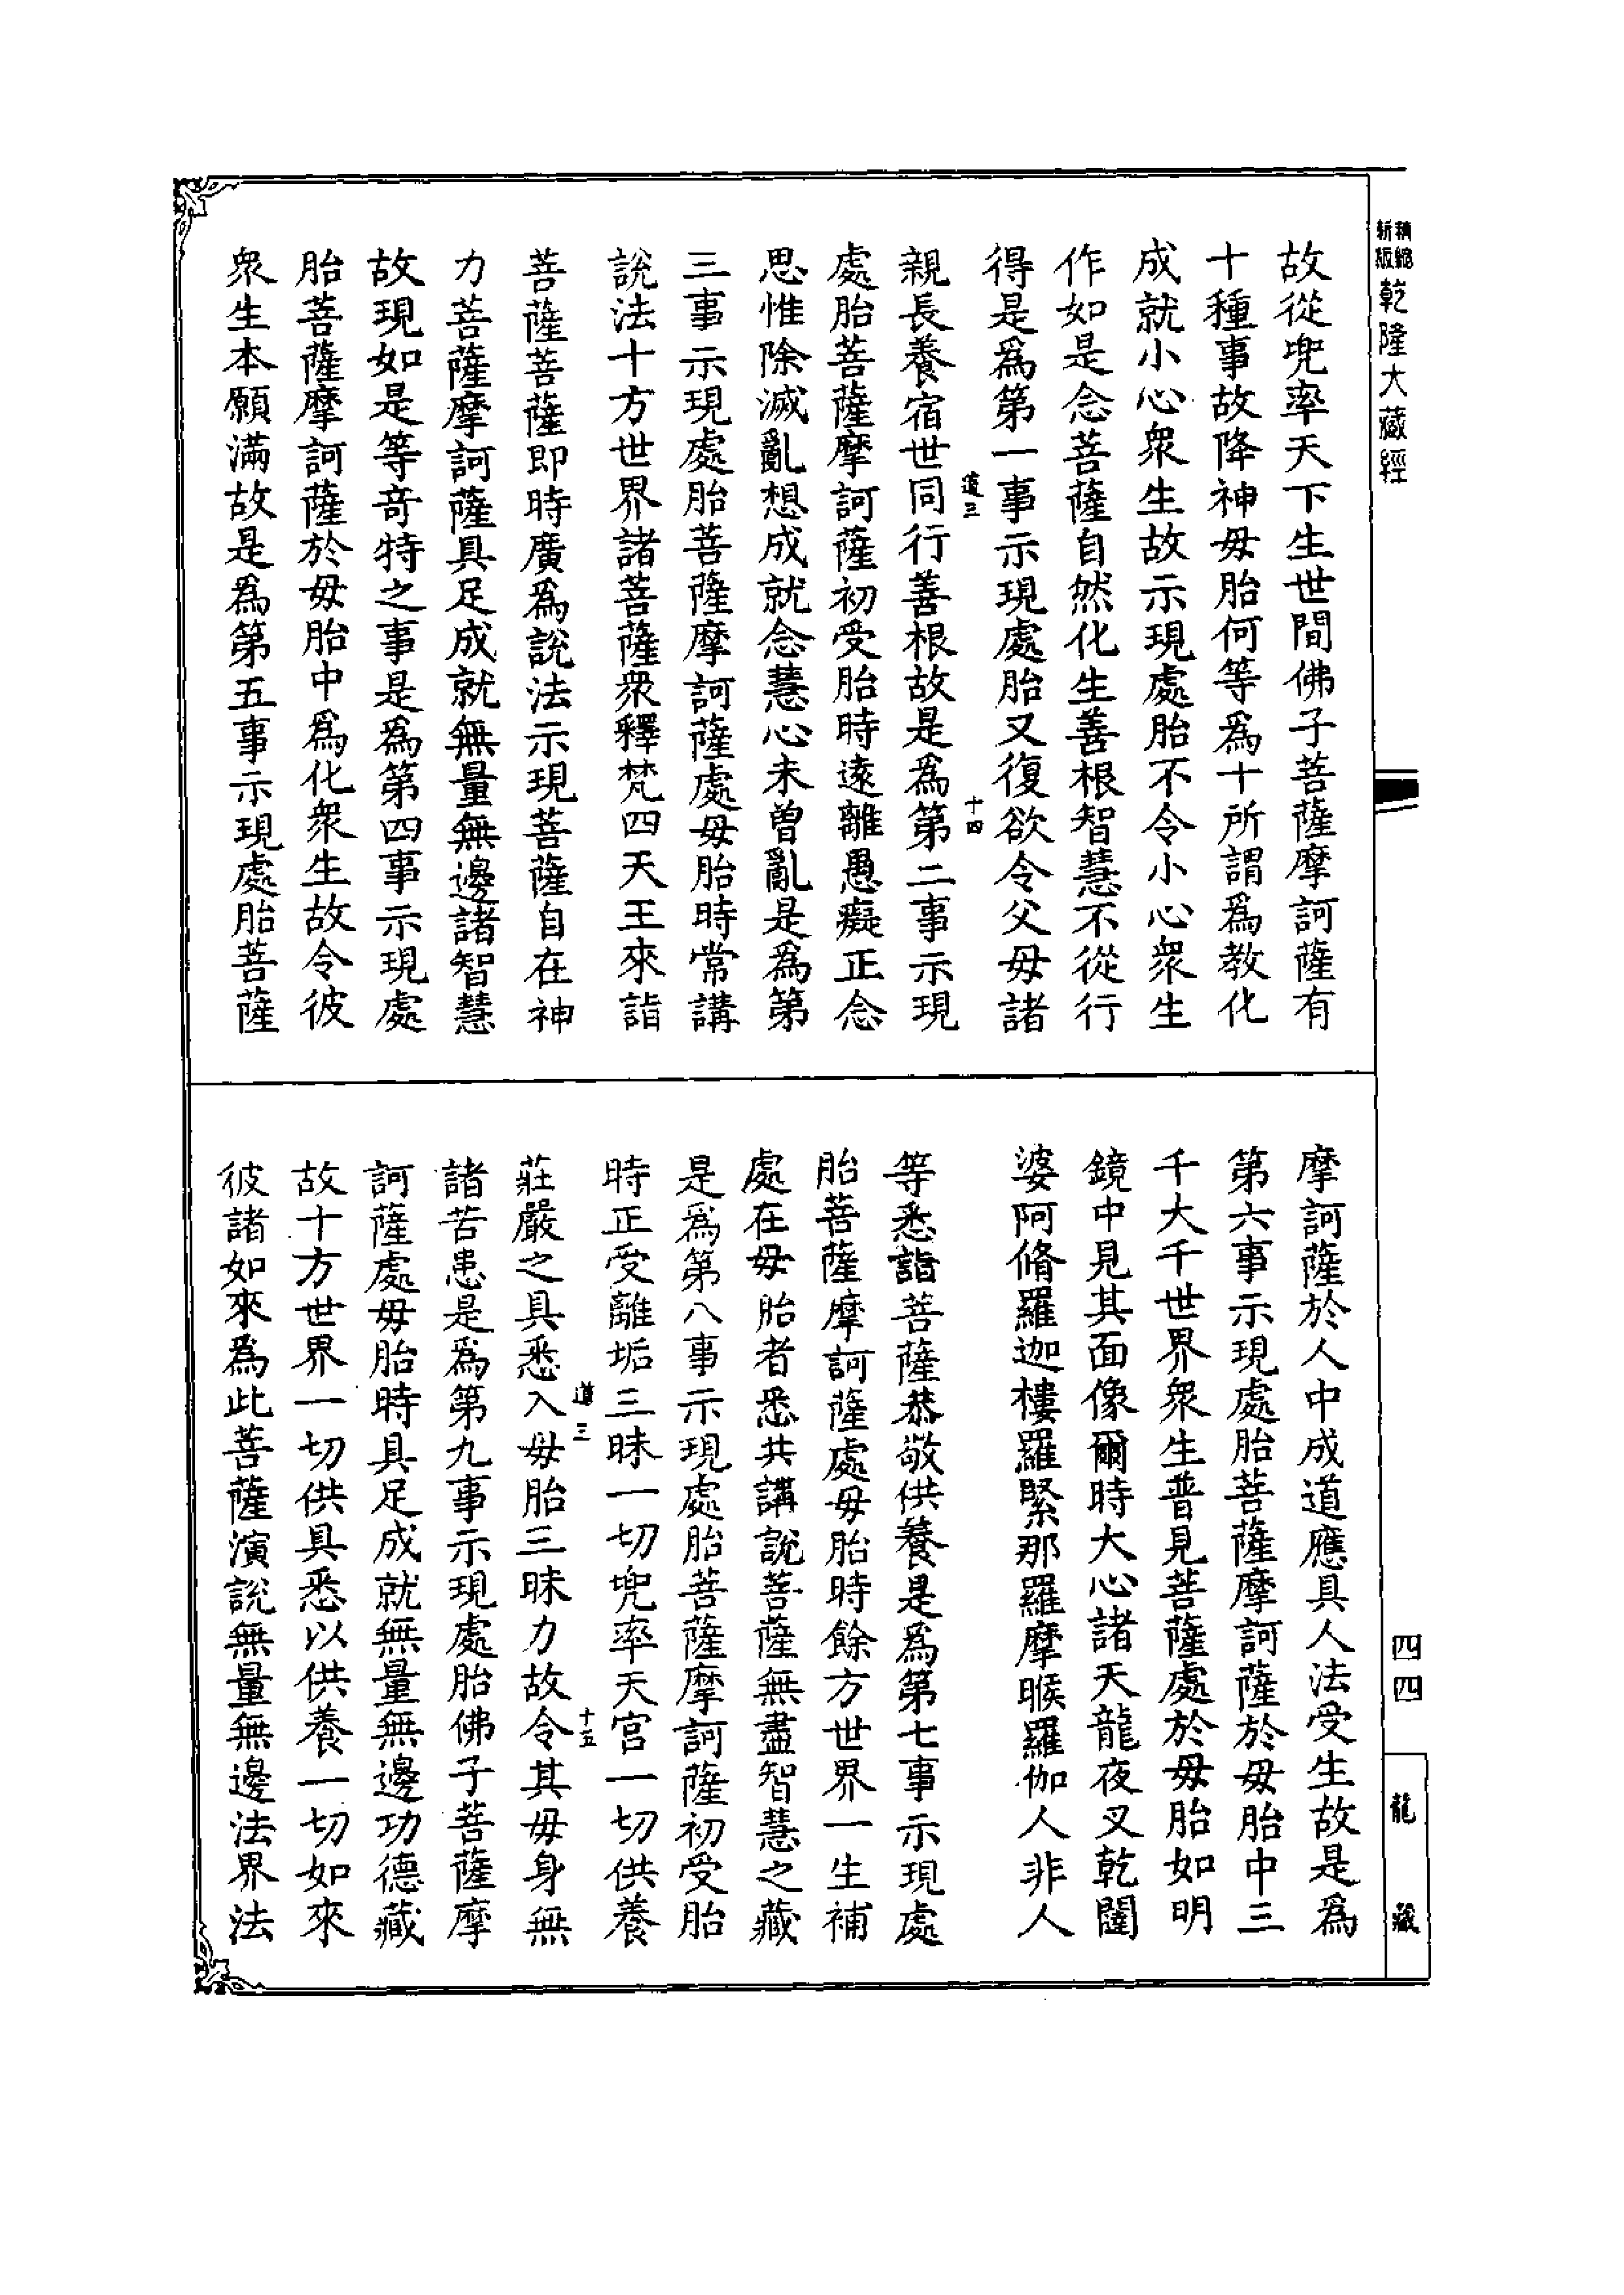 精縮
新版
乾隆大藏經
故從兜率天下生世間佛子菩薩摩訶薩有
十種事故降神毋胎何等為十所謂為教化
成就小心衆生故示現處胎不令小心衆生
作如是念菩薩自然化生善根智慧不從行
得是爲第一事示現處胎又復欲令父毋諸
道三
十四
親長養宿世同行善根故是爲第二事示現
處胎菩薩摩訶薩初受胎時遠離愚癡正念
思惟除滅亂想成就念慧心未曽亂是爲第
三事示現處胎菩薩摩訶薩處毋胎時常講
說法十方世界諸菩薩衆釋梵四天王來詣
菩薩菩薩即時廣爲說法示現菩薩自在神
力菩薩摩訶薩具足成就無量無邊諸智慧
故現如是等竒特之事是爲第四事示現處
胎菩薩摩訶薩於毋胎中爲化衆生故令彼
衆生本願滿故是爲第五事示現處胎菩薩
摩訶薩於人中成道應具人法受生故是爲
第六事示現處胎菩薩摩訶薩於毋胎中三
千大千世界衆生普見菩薩處於毋胎如明
鏡中見其面像爾時大心諸天龍夜叉乾闥
婆阿脩羅迦樓羅緊那羅摩睺羅伽人非人
等悉詣菩薩恭敬供養是爲第七事示現處
胎菩薩摩訶薩處毋胎時餘方世界一生補
處在毋胎者悉共講說菩薩無盡智慧之藏
是爲第八事示現處胎菩薩摩訶薩初受胎
時正受離垢三昧一切兜率天宫一切供養
道三
十五
莊嚴之具悉入毋胎三昧力故令其毋身無
諸苦患是爲第九事示現處胎佛子菩薩摩
訶薩處毋胎時具足成就無量無邊功德藏
故十方世界一切供具悉以供養一切如來
彼諸如來為此菩薩演說無量無邊法界法
四四
龍藏